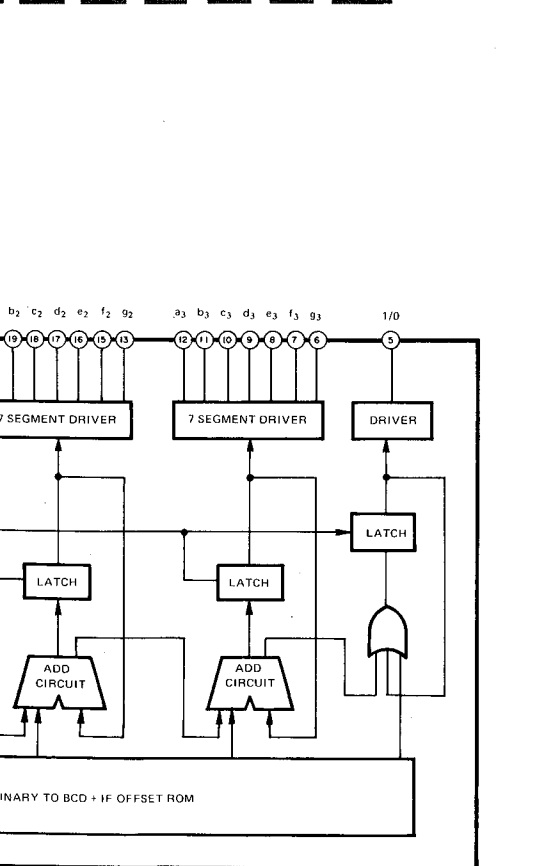 b2 c2 d2 e2 f2 g2 a3 b3 c3 d3 e3 f3 g3 1/0
19 18 17 16 15 13 12 11 10 9 8 7 6 5
7 SEGMENT DRIVER 7 SEGMENT DRIVER DRIVER
LATCH
LATCH LATCH
ADD ADD
CIRCUIT CIRCUIT
INARY TO BCD + IF OFFSET ROM